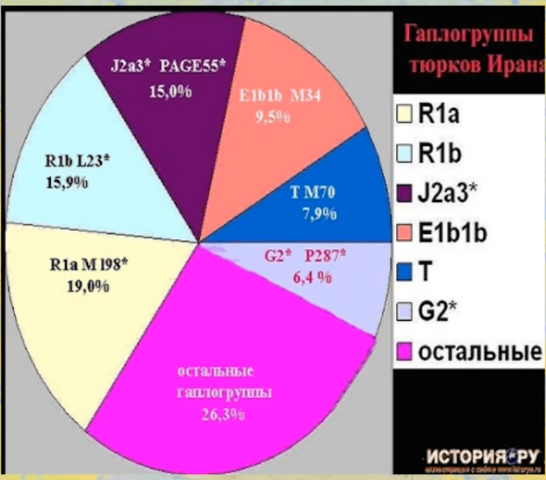 Гаплогруппы
тюрков Ирана
J2a3* PAGE55*
15,0%
E1b1b M34
9,5%
R1b L23*
15,9%
T M70
7,9%
G2* P287*
6,4 %
R1a M198*
19,0%
остальные
гаплогруппы
26,3%
R1a
R1b
J2a3*
E1b1b
T
G2*
остальные
ИСТОРИЯ.РУ